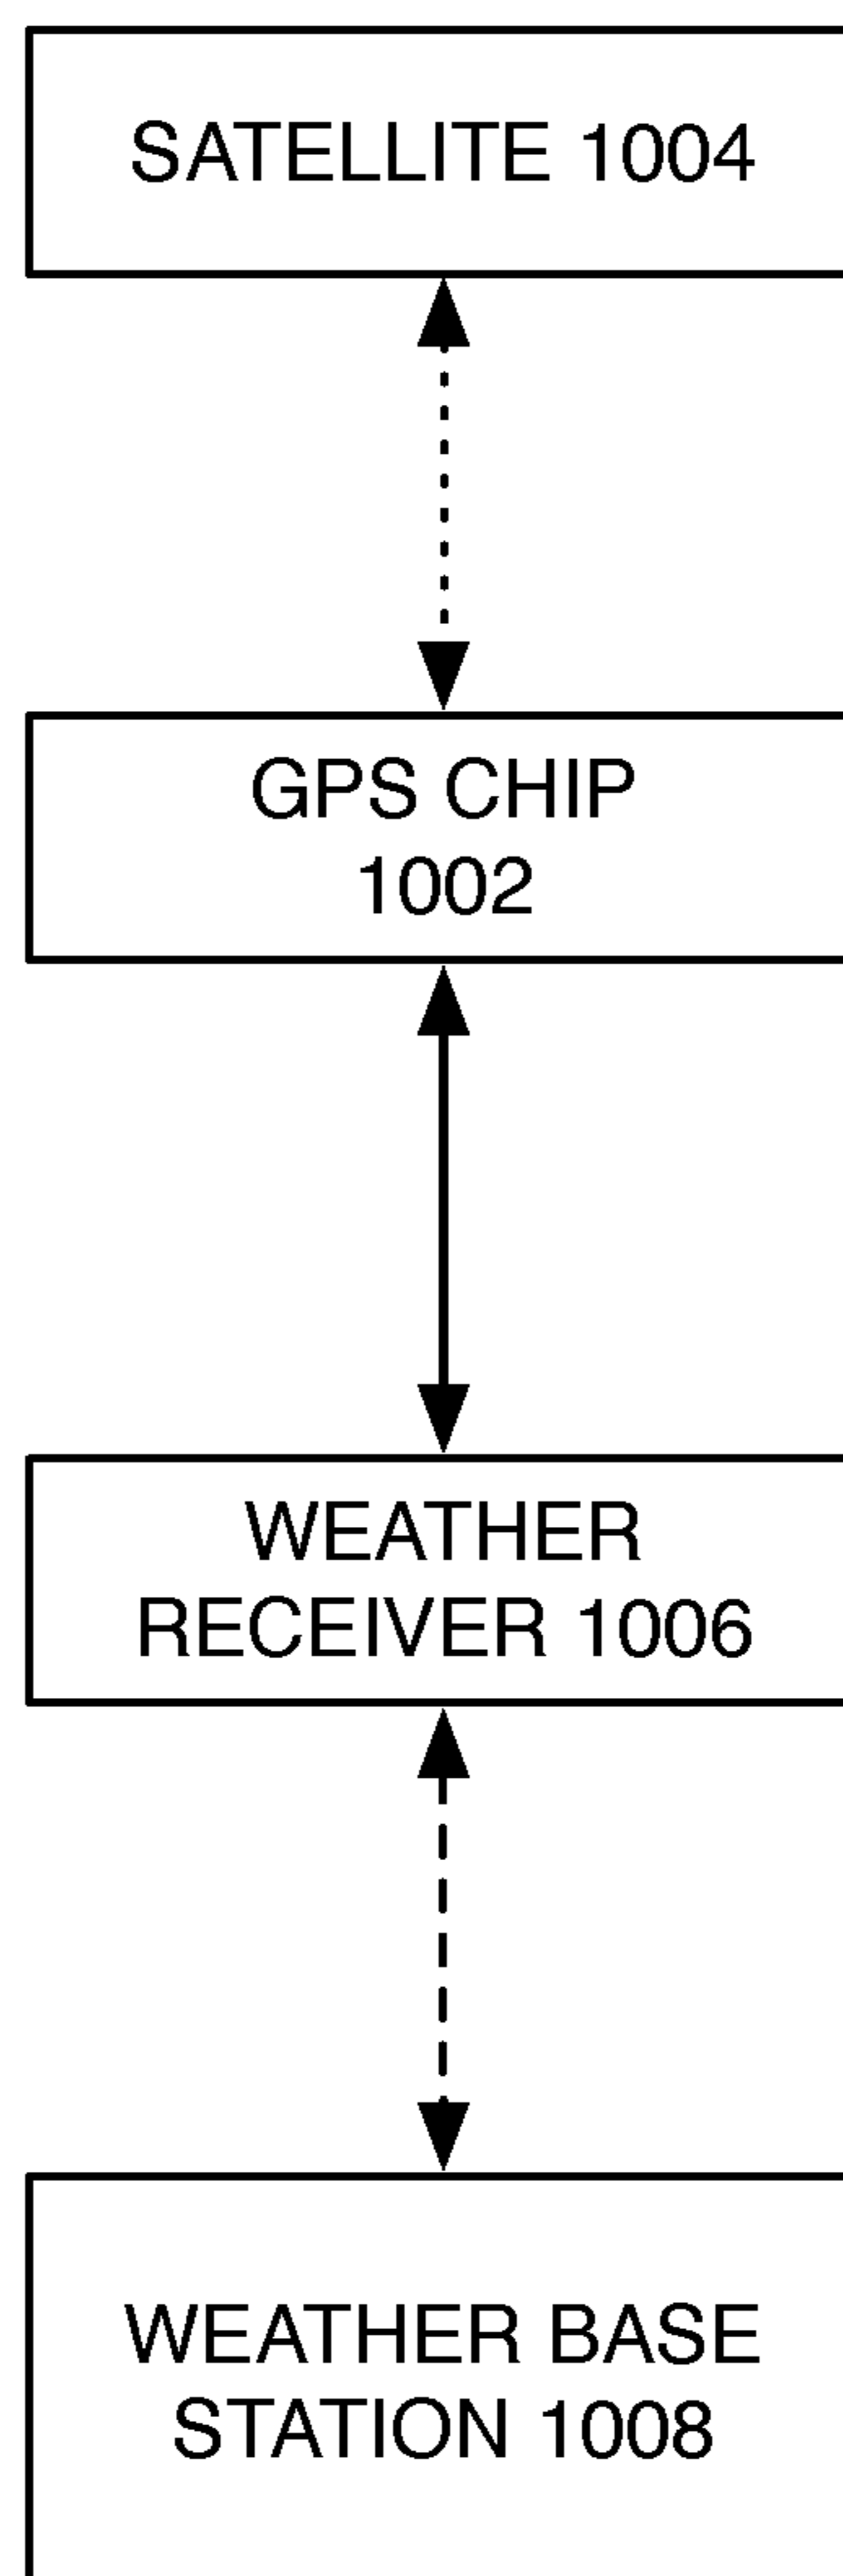 SATELLITE 1004
GPS CHIP
1002
WEATHER
RECEIVER 1006
WEATHER BASE
STATION 1008